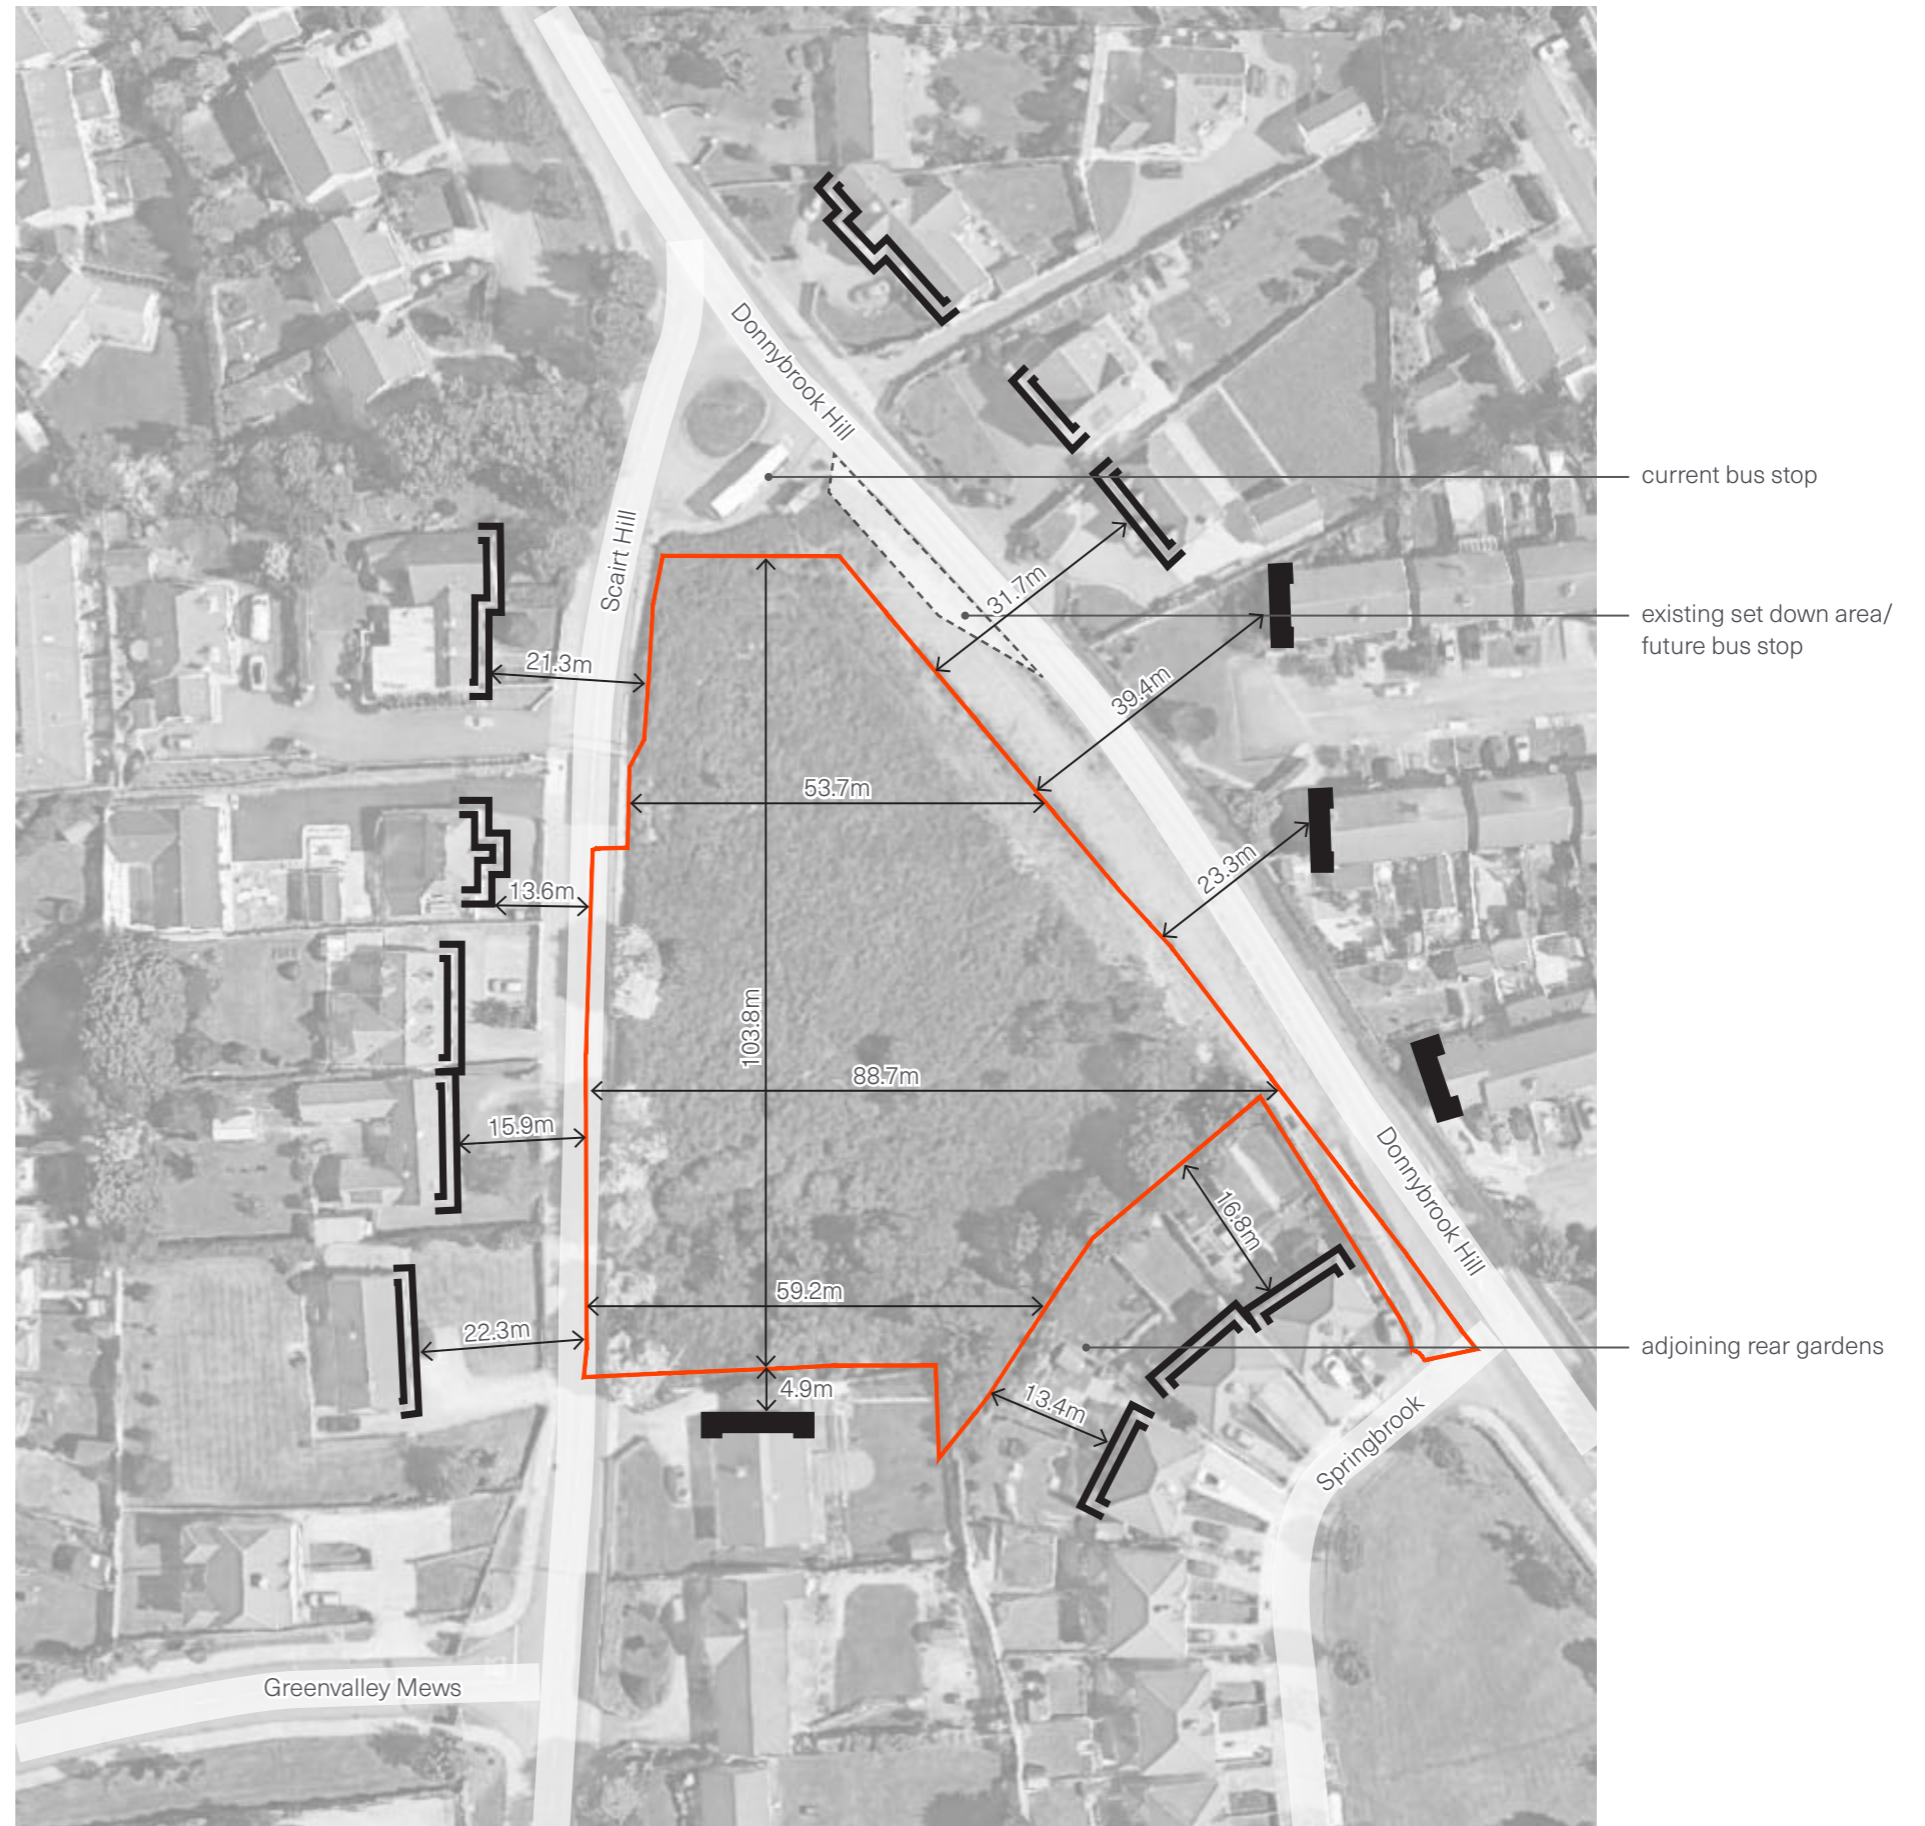 Donnybrook Hill
current bus stop
Scairt Hill
31.7m
existing set down area/
future bus stop
21.3m
39.4m
53.7m
23.3m
13.6m
103.8m
88.7m
15.9m
Donnybrook Hill
16.8m
59.2m
22.3m
adjoining rear gardens
4.9m
13.4m
Springbrook
Greenvalley Mews